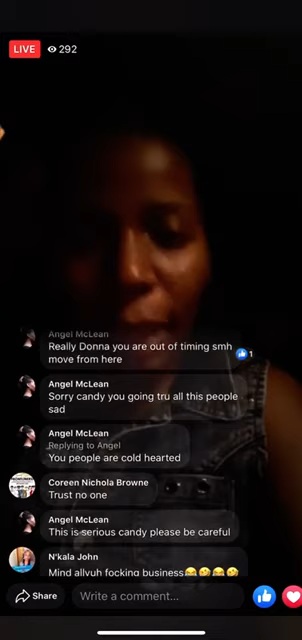 LIVE 292
Angel McLean
Really Donna you are out of timing smh
move from here
1
Angel McLean
Sorry candy you going tru all this people
sad
Angel McLean
Replying to Angel
You people are cold hearted
Coreen Nichola Browne
Trust no one
Angel McLean
This is serious candy please be careful
N'kala John
Mind allyuh focking business😂🤣😂🤣
Share
Write a comment...